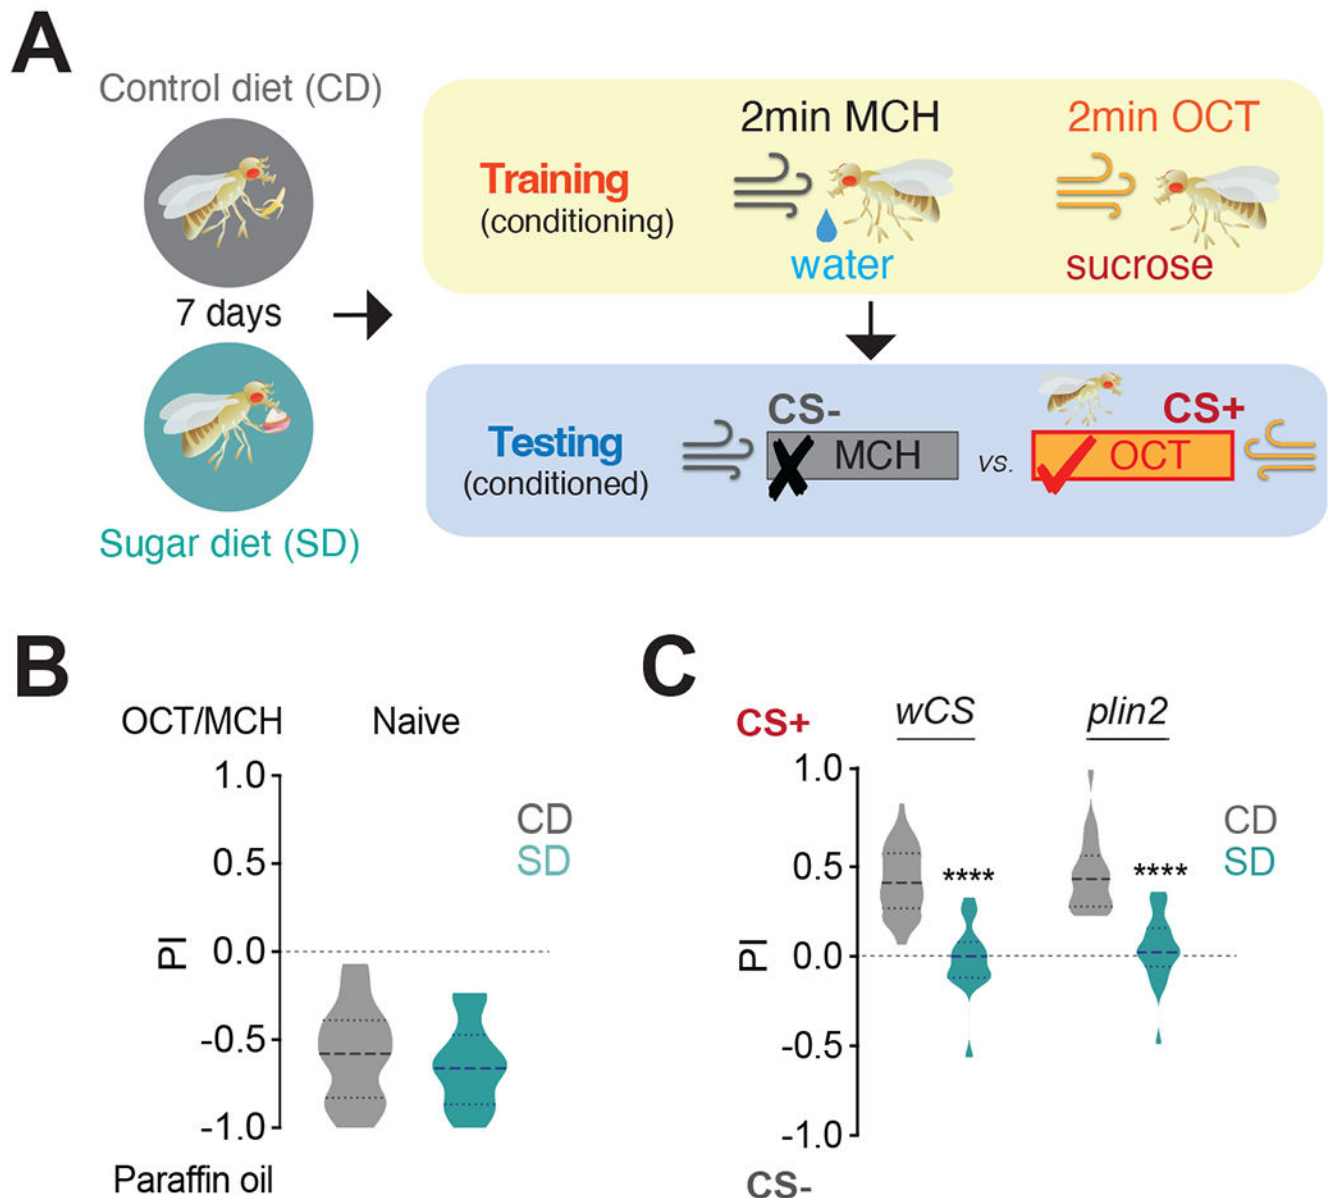 A
Control diet (CD)
7 days
Sugar diet (SD)
Training
(conditioning)
2min MCH
water
2min OCT
sucrose
Testing
(conditioned)
CS-
MCH
vs.
CS+
OCT
B
OCT/MCH
Naive
1.0
0.5
0.0
-0.5
-1.0
PI
CD
SD
Paraffin oil
C
CS+
wCS
plin2
1.0
0.5
0.0
-0.5
-1.0
PI
****
****
CD
SD
CS-